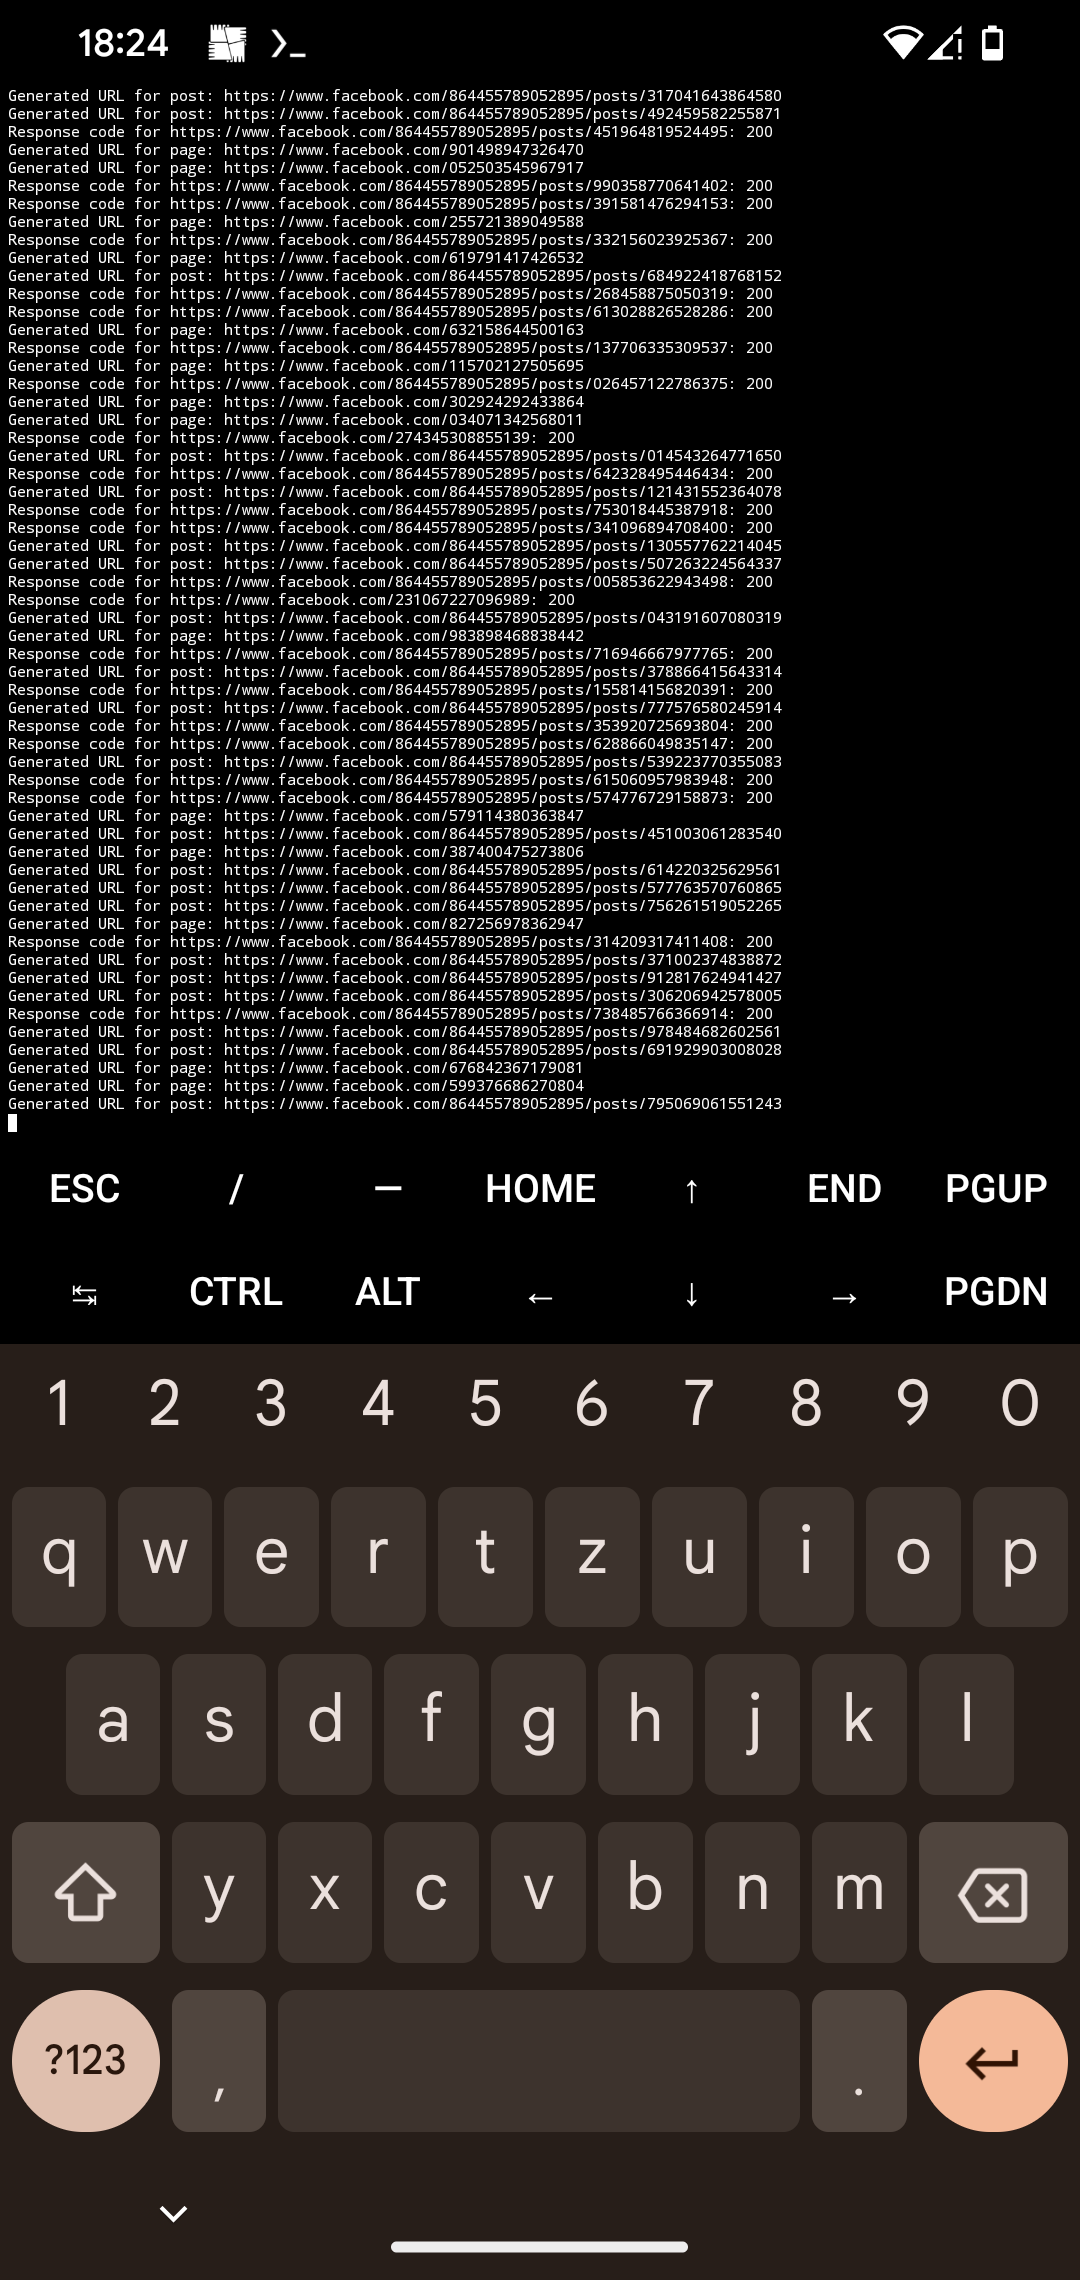 18:24
Generated URL for post: https://www.facebook.com/864455789052895/posts/317041643864580
Generated URL for post: https://www.facebook.com/864455789052895/posts/492459582255871
Response code for https://www.facebook.com/864455789052895/posts/451964819524495: 200
Generated URL for page: https://www.facebook.com/901498947326470
Generated URL for page: https://www.facebook.com/052503545967917
Response code for https://www.facebook.com/864455789052895/posts/990358770641402: 200
Response code for https://www.facebook.com/864455789052895/posts/391581476294153: 200
Generated URL for page: https://www.facebook.com/255721389049588
Response code for https://www.facebook.com/864455789052895/posts/332156023925367: 200
Generated URL for page: https://www.facebook.com/619791417426532
Generated URL for post: https://www.facebook.com/864455789052895/posts/684922418768152
Response code for https://www.facebook.com/864455789052895/posts/268458875050319: 200
Response code for https://www.facebook.com/864455789052895/posts/613028826528286: 200
Generated URL for page: https://www.facebook.com/632158644500163
Response code for https://www.facebook.com/864455789052895/posts/137706335309537: 200
Generated URL for page: https://www.facebook.com/115702127505695
Response code for https://www.facebook.com/864455789052895/posts/026457122786375: 200
Generated URL for page: https://www.facebook.com/302924292433864
Generated URL for page: https://www.facebook.com/034071342568011
Response code for https://www.facebook.com/274345308855139: 200
Generated URL for post: https://www.facebook.com/864455789052895/posts/014543264771650
Response code for https://www.facebook.com/864455789052895/posts/642328495446434: 200
Generated URL for post: https://www.facebook.com/864455789052895/posts/121431552364078
Response code for https://www.facebook.com/864455789052895/posts/753018445387918: 200
Response code for https://www.facebook.com/864455789052895/posts/341096894708400: 200
Generated URL for post: https://www.facebook.com/864455789052895/posts/130557762214045
Generated URL for post: https://www.facebook.com/864455789052895/posts/507263224564337
Response code for https://www.facebook.com/864455789052895/posts/005853622943498: 200
Response code for https://www.facebook.com/231067227096989: 200
Generated URL for post: https://www.facebook.com/864455789052895/posts/043191607080319
Generated URL for page: https://www.facebook.com/983898468838442
Response code for https://www.facebook.com/864455789052895/posts/716946667977765: 200
Generated URL for post: https://www.facebook.com/864455789052895/posts/378866415643314
Response code for https://www.facebook.com/864455789052895/posts/155814156820391: 200
Generated URL for post: https://www.facebook.com/864455789052895/posts/777576580245914
Response code for https://www.facebook.com/864455789052895/posts/353920725693804: 200
Response code for https://www.facebook.com/864455789052895/posts/628866049835147: 200
Generated URL for post: https://www.facebook.com/864455789052895/posts/539223770355083
Response code for https://www.facebook.com/864455789052895/posts/615060957983948: 200
Response code for https://www.facebook.com/864455789052895/posts/574776729158873: 200
Generated URL for page: https://www.facebook.com/579114380363847
Generated URL for post: https://www.facebook.com/864455789052895/posts/451003061283540
Generated URL for page: https://www.facebook.com/387400475273806
Generated URL for post: https://www.facebook.com/864455789052895/posts/614220325629561
Generated URL for post: https://www.facebook.com/864455789052895/posts/577763570760865
Generated URL for post: https://www.facebook.com/864455789052895/posts/756261519052265
Generated URL for page: https://www.facebook.com/827256978362947
Response code for https://www.facebook.com/864455789052895/posts/314209317411408: 200
Generated URL for post: https://www.facebook.com/864455789052895/posts/371002374838872
Generated URL for post: https://www.facebook.com/864455789052895/posts/912817624941427
Generated URL for post: https://www.facebook.com/864455789052895/posts/306206942578005
Response code for https://www.facebook.com/864455789052895/posts/738485766366914: 200
Generated URL for post: https://www.facebook.com/864455789052895/posts/978484682602561
Generated URL for post: https://www.facebook.com/864455789052895/posts/691929903008028
Generated URL for page: https://www.facebook.com/676842367179081
Generated URL for page: https://www.facebook.com/599376686270804
Generated URL for post: https://www.facebook.com/864455789052895/posts/795069061551243
ESC / — HOME ↑ END PGUP
↹ CTRL ALT ← ↓ → PGDN
1 2 3 4 5 6 7 8 9 0
q w e r t z u i o p
a s d f g h j k l
y x c v b n m
?123 , .